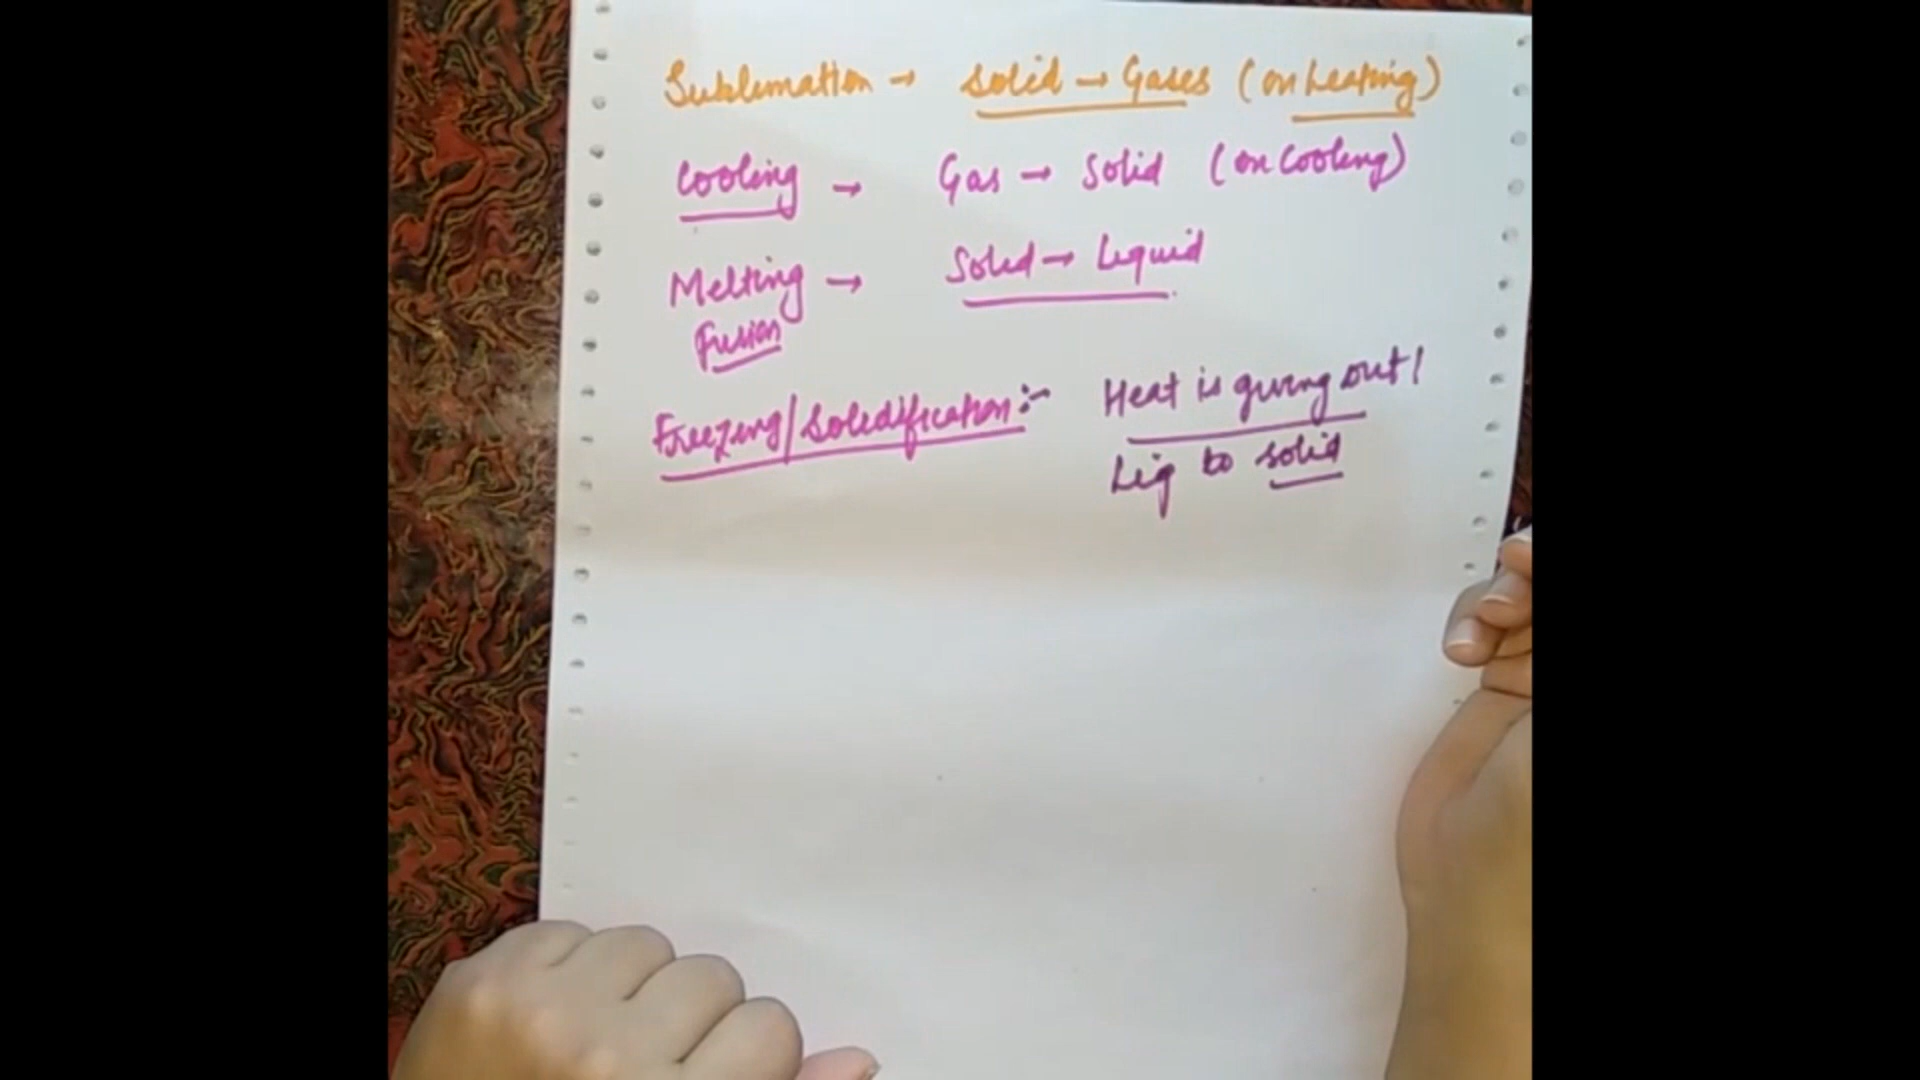 Sublimation → solid → Gases (on heating)
Cooling → Gas → Solid (on cooling)
Melting → Solid → Liquid
Fusion
Freezing/solidification:- Heat is giving out/
Liq to solid